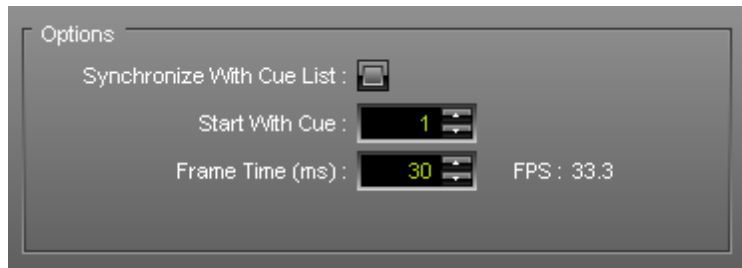 Options
Synchronize With Cue List :
Start With Cue : 1
Frame Time (ms) : 30 FPS : 33.3